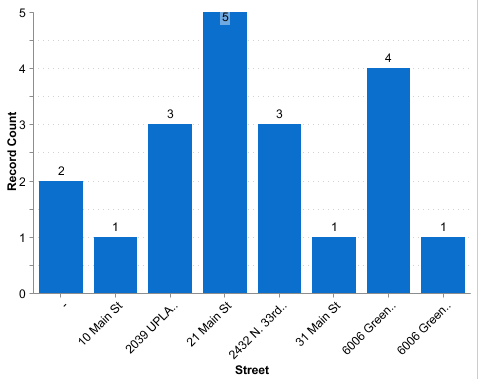 5
4
3
2
1
0
Record Count
2
1
3
5
3
1
4
1
-
10 Main St
2039 UPLA..
21 Main St
2432 N. 33rd..
31 Main St
6006 Green..
6006 Green..
Street